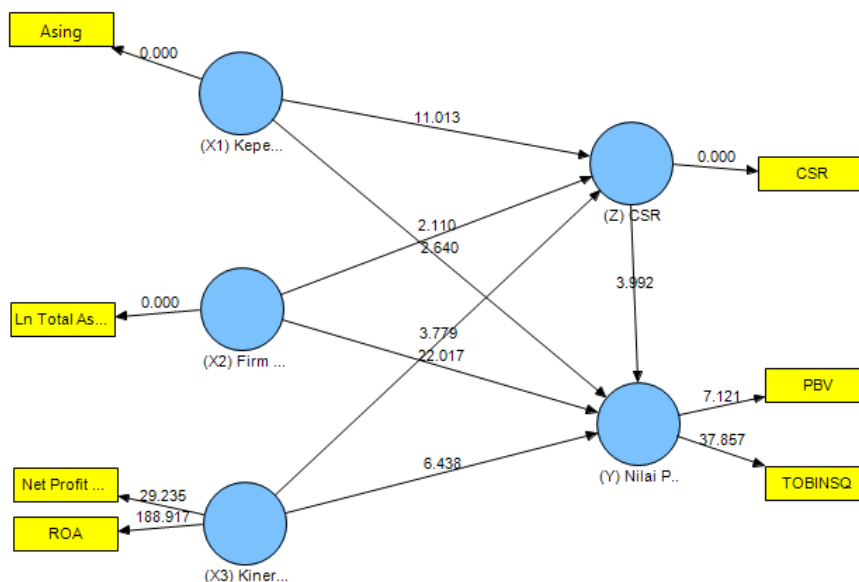 Asing
0.000
(X1) Kepe...
11.013
0.000
CSR
(Z) CSR
2.110
2.640
3.992
0.000
Ln Total As...
(X2) Firm ...
3.779
22.017
7.121
PBV
37.857
TOBINSQ
(Y) Nilai P..
6.438
Net Profit ...
29.235
188.917
ROA
(X3) Kiner...